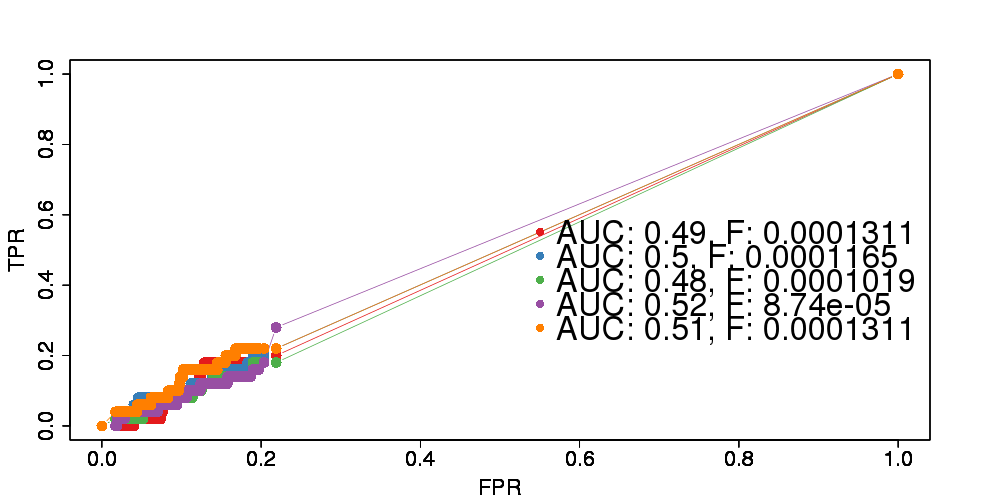 1.0
0.8
0.6
0.4
0.2
0.0
TPR
AUC: 0.49, F: 0.0001311
AUC: 0.5, F: 0.0001165
AUC: 0.48, F: 0.0001019
AUC: 0.52, F: 8.74e-05
AUC: 0.51, F: 0.0001311
0.0 0.2 0.4 0.6 0.8 1.0
FPR